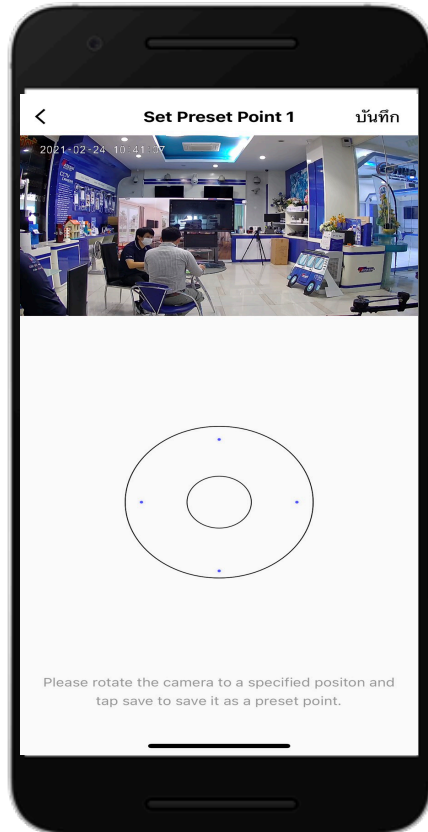 Set Preset Point 1
บันทึก
2021-02-24 10:41:37
Please rotate the camera to a specified positon and
tap save to save it as a preset point.